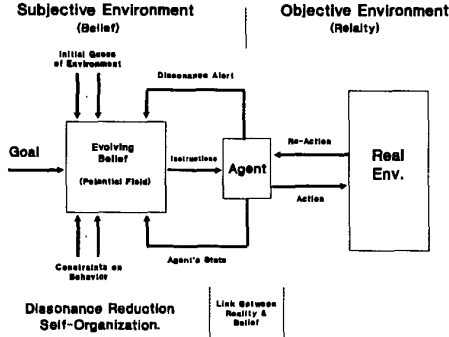 Subjective Environment
(Belief)
Objective Environment
(Relaity)
Initial Guess
of Environment
Dissonance Alert
Goal
Evolving
Belief
(Potential Field)
Instructions
Agent
Re-Action
Action
Real
Env.
Constraints on
Behavior
Agent's State
Dissonance Reduction
Self-Organization.
Link Between
Reality &
Belief